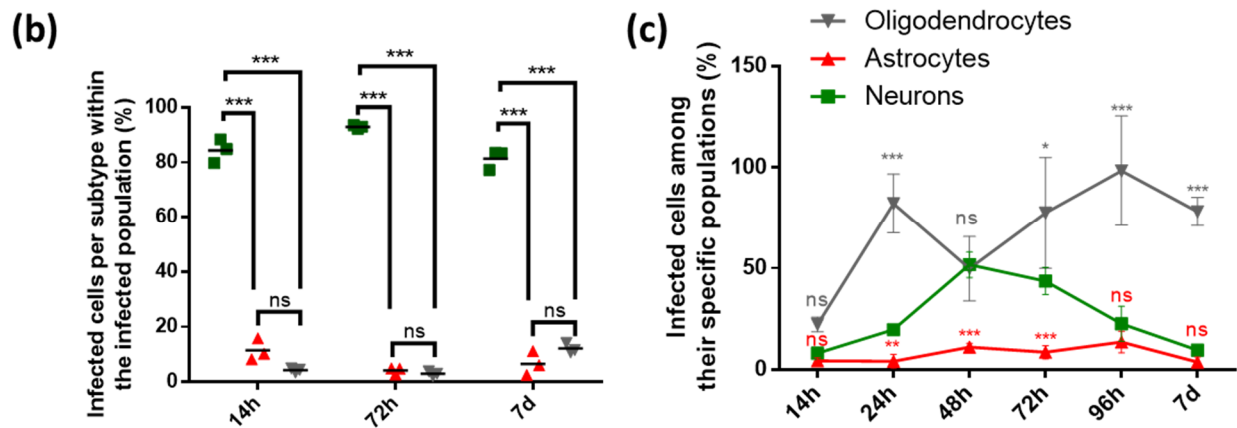 (b)
Infected cells per subtype within
the infected population (%)
100
80
60
40
20
0
***
***
ns
***
***
ns
***
***
ns
14h
72h
7d
(c)
Oligodendrocytes
Astrocytes
Neurons
Infected cells among
their specific populations (%)
150
100
50
0
ns
***
ns
*
***
***
ns
**
***
***
ns
ns
14h
24h
48h
72h
96h
7d